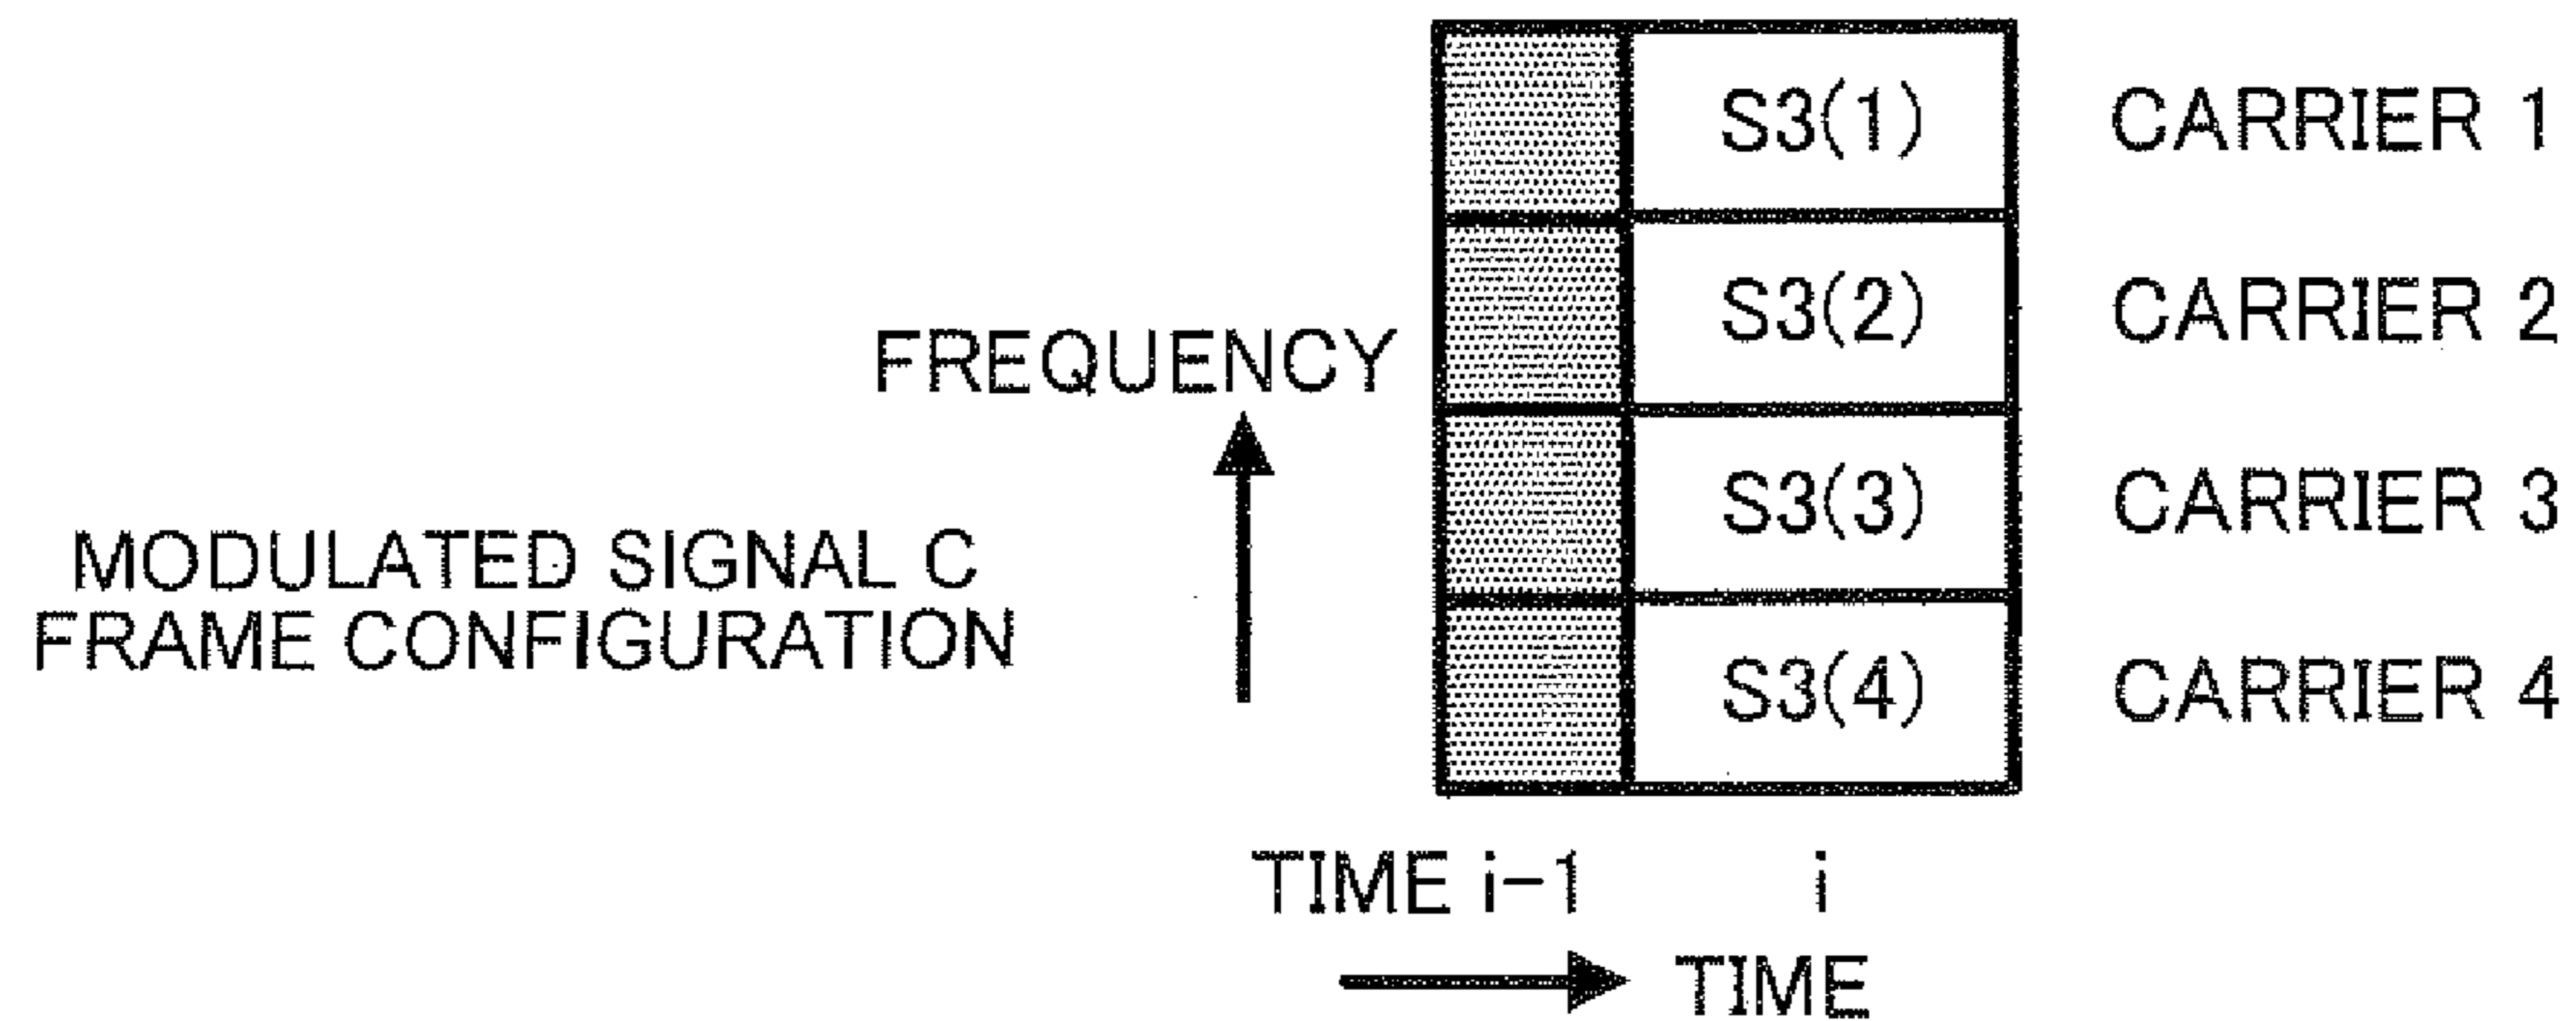 S3(1) CARRIER 1
S3(2) CARRIER 2
FREQUENCY
S3(3) CARRIER 3
MODULATED SIGNAL C
FRAME CONFIGURATION
S3(4) CARRIER 4
TIME i-1 i
TIME